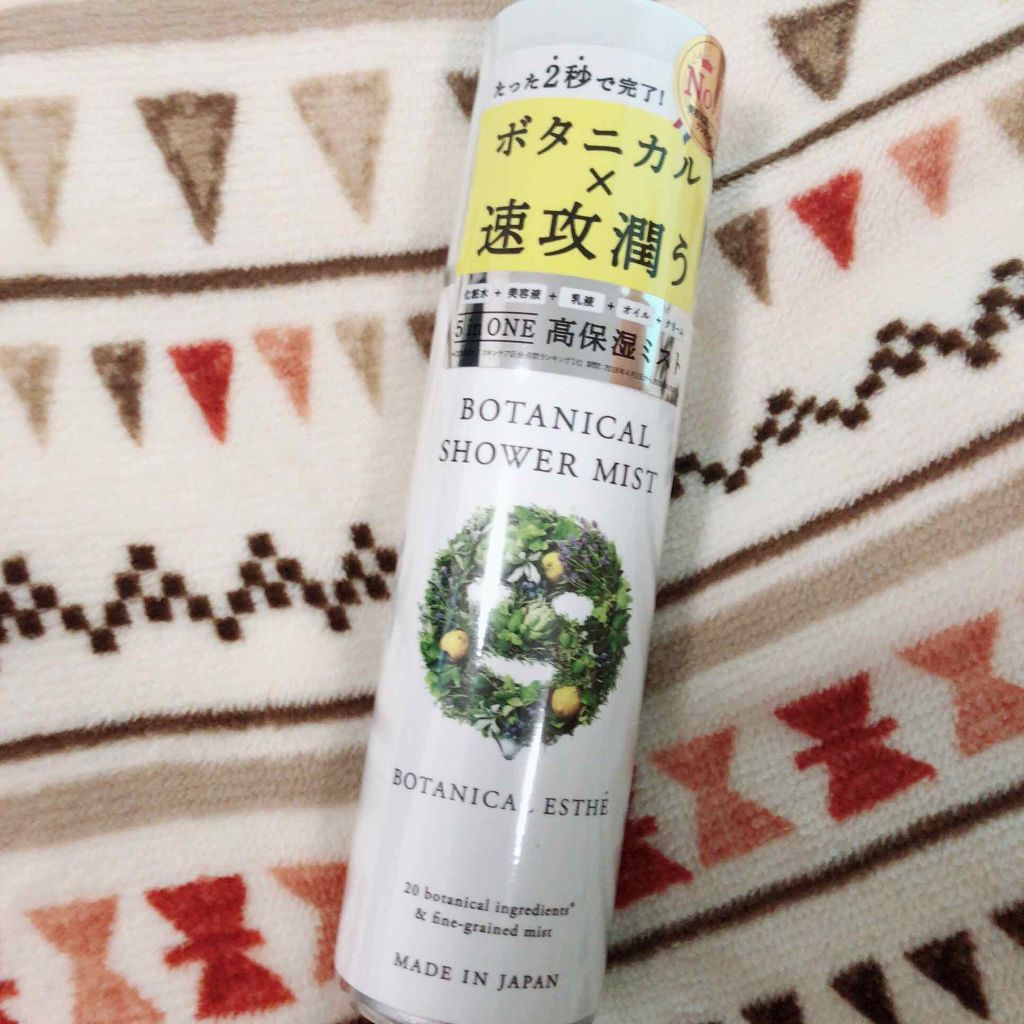 たった2秒で完了!
No.
ボタニカル
×
速攻潤う
化粧水 + 美容液 + 乳液 + オイル + クリーム
5 in ONE 高保湿ミスト
BOTANICAL
SHOWER MIST
BOTANICAL ESTHÉ
20 botanical ingredients*
& fine-grained mist
MADE IN JAPAN